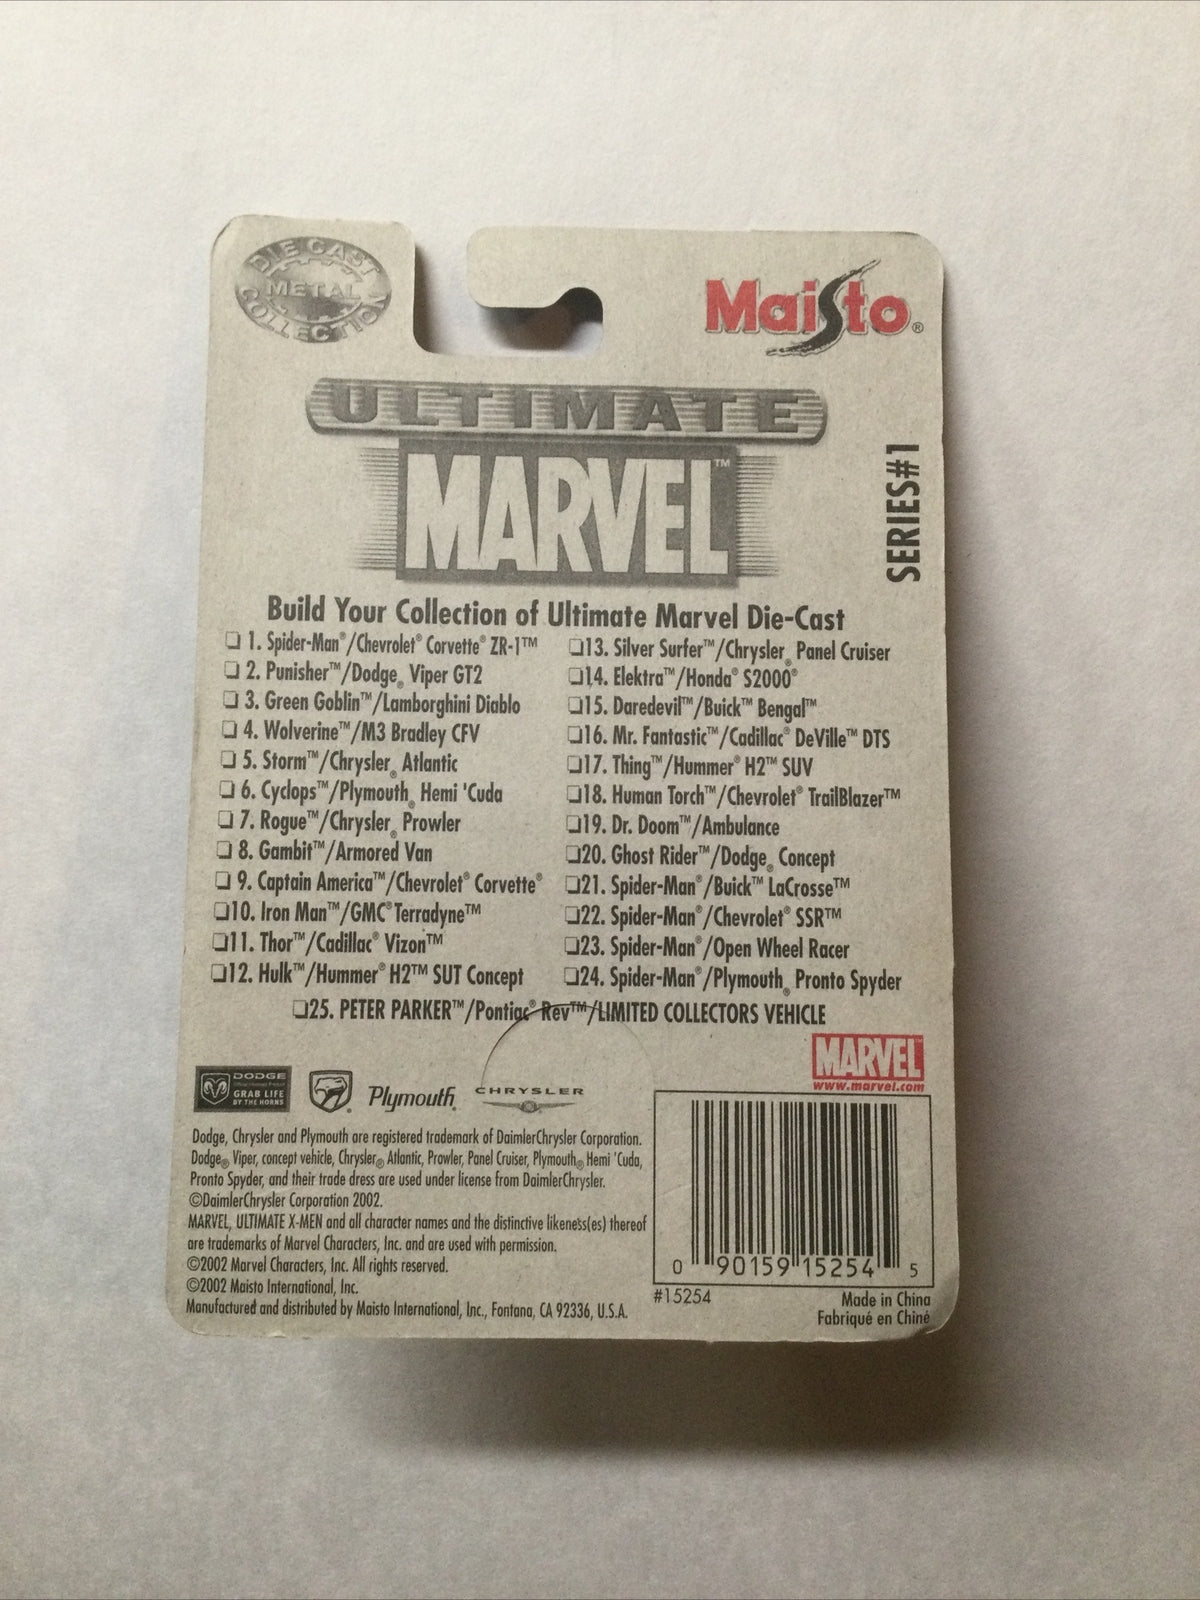 DIE CAST
METAL
COLLECTION
Maisto®
ULTIMATE
MARVEL™
SERIES#1
Build Your Collection of Ultimate Marvel Die-Cast
❏ 1. Spider-Man®/Chevrolet® Corvette® ZR-1™
❏ 2. Punisher™/Dodge® Viper GT2
❏ 3. Green Goblin™/Lamborghini Diablo
❏ 4. Wolverine™/M3 Bradley CFV
❏ 5. Storm™/Chrysler® Atlantic
❏ 6. Cyclops™/Plymouth® Hemi 'Cuda
❏ 7. Rogue™/Chrysler® Prowler
❏ 8. Gambit™/Armored Van
❏ 9. Captain America™/Chevrolet® Corvette®
❏10. Iron Man™/GMC® Terradyne™
❏11. Thor™/Cadillac® Vizon™
❏12. Hulk™/Hummer® H2™ SUT Concept
❏13. Silver Surfer™/Chrysler® Panel Cruiser
❏14. Elektra™/Honda® S2000®
❏15. Daredevil™/Buick™ Bengal™
❏16. Mr. Fantastic™/Cadillac® DeVille™ DTS
❏17. Thing™/Hummer® H2™ SUV
❏18. Human Torch™/Chevrolet® TrailBlazer™
❏19. Dr. Doom™/Ambulance
❏20. Ghost Rider™/Dodge® Concept
❏21. Spider-Man®/Buick™ LaCrosse™
❏22. Spider-Man®/Chevrolet® SSR™
❏23. Spider-Man®/Open Wheel Racer
❏24. Spider-Man®/Plymouth® Pronto Spyder
❏25. PETER PARKER™/Pontiac® Rev™/LIMITED COLLECTORS VEHICLE
MARVEL
www.marvel.com
DODGE
Official Licensed Product
GRAB LIFE
BY THE HORNS
Plymouth®
CHRYSLER
Dodge, Chrysler and Plymouth are registered trademark of DaimlerChrysler Corporation.
Dodge® Viper, concept vehicle, Chrysler® Atlantic, Prowler, Panel Cruiser, Plymouth® Hemi 'Cuda,
Pronto Spyder, and their trade dress are used under license from DaimlerChrysler.
©DaimlerChrysler Corporation 2002.
MARVEL, ULTIMATE X-MEN and all character names and the distinctive likeness(es) thereof
are trademarks of Marvel Characters, Inc. and are used with permission.
©2002 Marvel Characters, Inc. All rights reserved.
©2002 Maisto International, Inc.
Manufactured and distributed by Maisto International, Inc., Fontana, CA 92336, U.S.A.
0 90159 15254 5
#15254
Made in China
Fabriqué en Chine